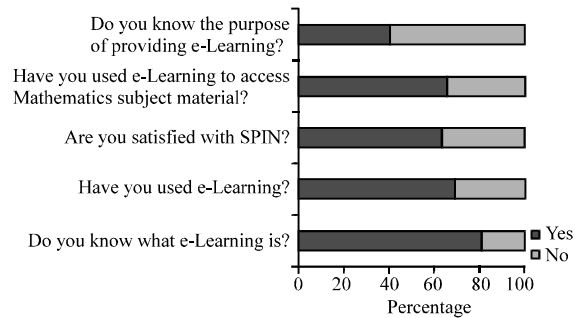 Do you know the purpose
of providing e-Learning?
Have you used e-Learning to access
Mathematics subject material?
Are you satisfied with SPIN?
Have you used e-Learning?
Do you know what e-Learning is?
Yes
No
0 20 40 60 80 100
Percentage